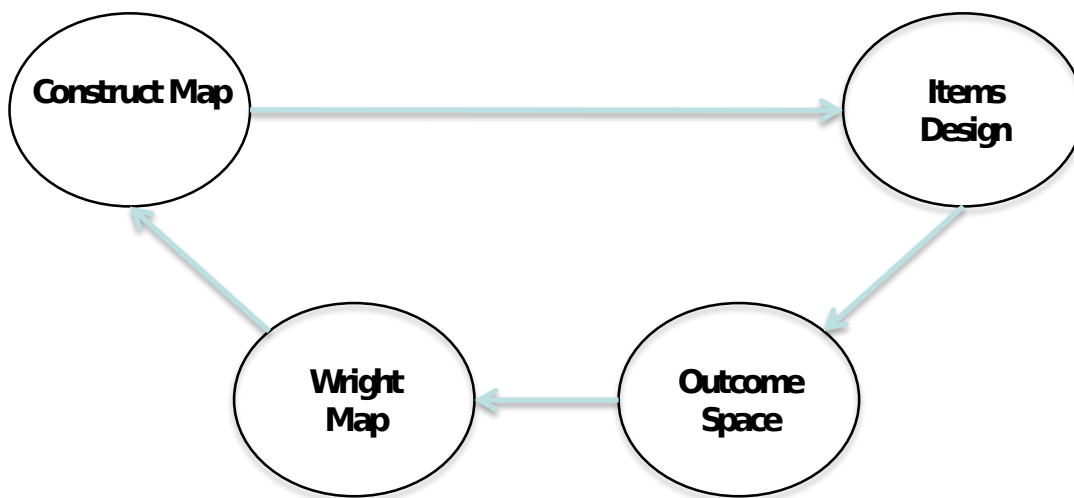 Construct Map
Items
Design
Wright
Map
Outcome
Space